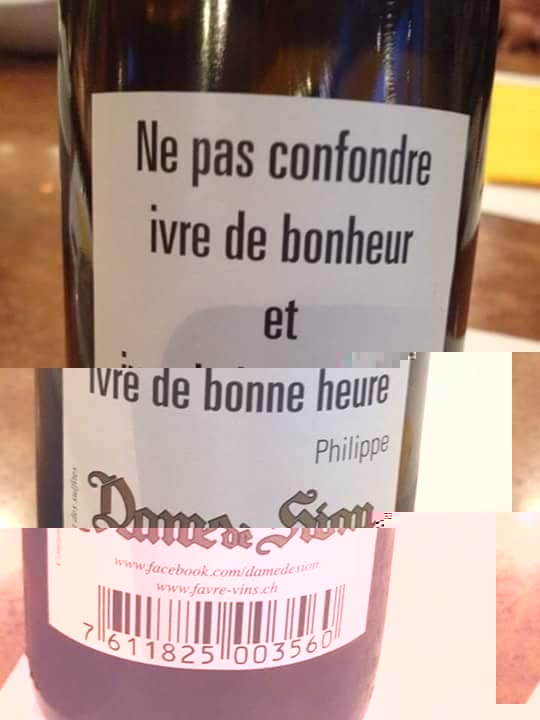 Ne pas confondre
ivre de bonheur
et
ivre de bonne heure
Philippe
Dame de Sion
www.facebook.com/damedesion
www.favre-vins.ch
7 611825 003560